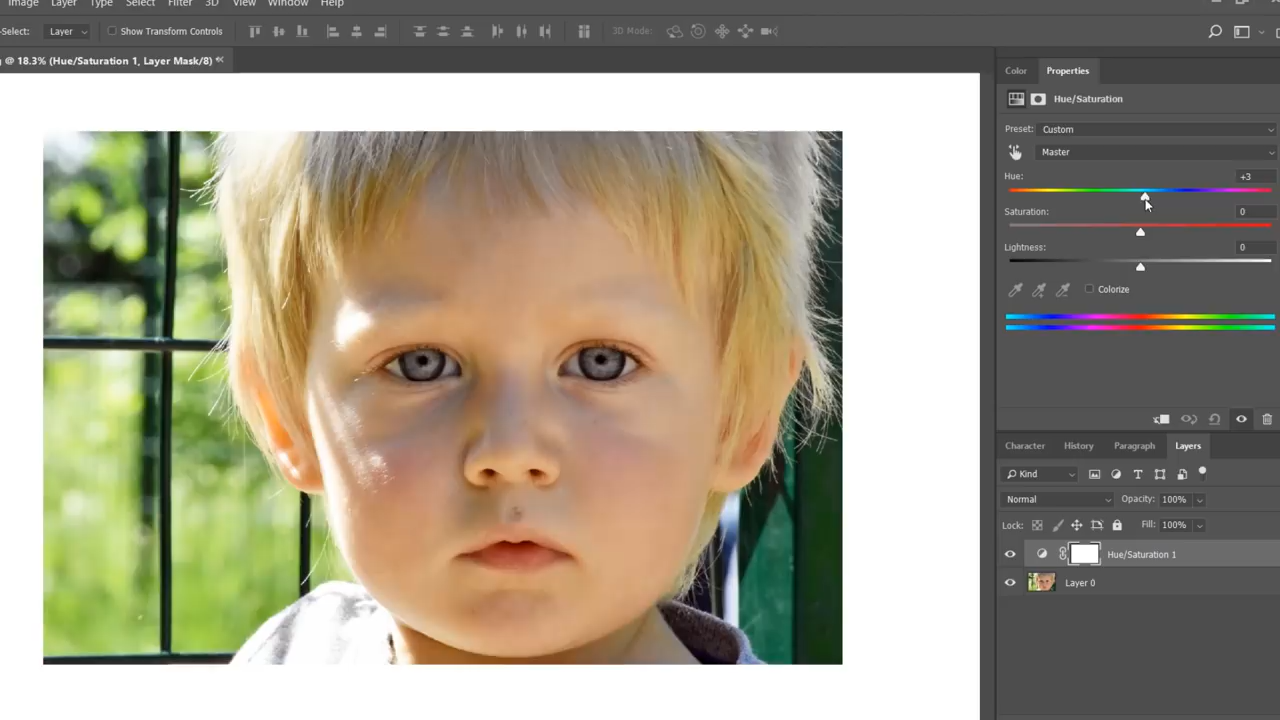 Image Layer Type Select Filter 3D View Window Help
-Select: Layer Show Transform Controls 3D Mode:
g @ 18.3% (Hue/Saturation 1, Layer Mask/8) *
Color Properties
Hue/Saturation
Preset: Custom
Master
Hue: +3
Saturation: 0
Lightness: 0
Colorize
Character History Paragraph Layers
Kind
Normal Opacity: 100%
Lock: Fill: 100%
Hue/Saturation 1
Layer 0